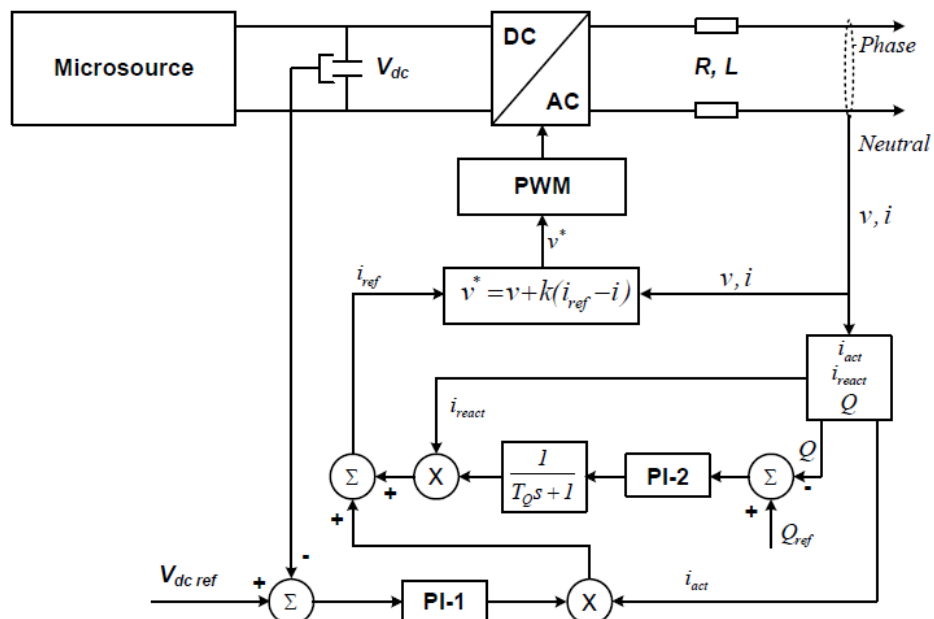 Microsource
V_dc
DC
AC
R, L
Phase
Neutral
PWM
v, i
v*
i_ref
v* = v + k(i_ref − i)
v, i
i_act
i_react
Q
i_react
Σ
+
+
X
1
T_Q s + 1
PI-2
Σ
Q
-
+
Q_ref
V_dc ref
+
-
Σ
PI-1
X
i_act